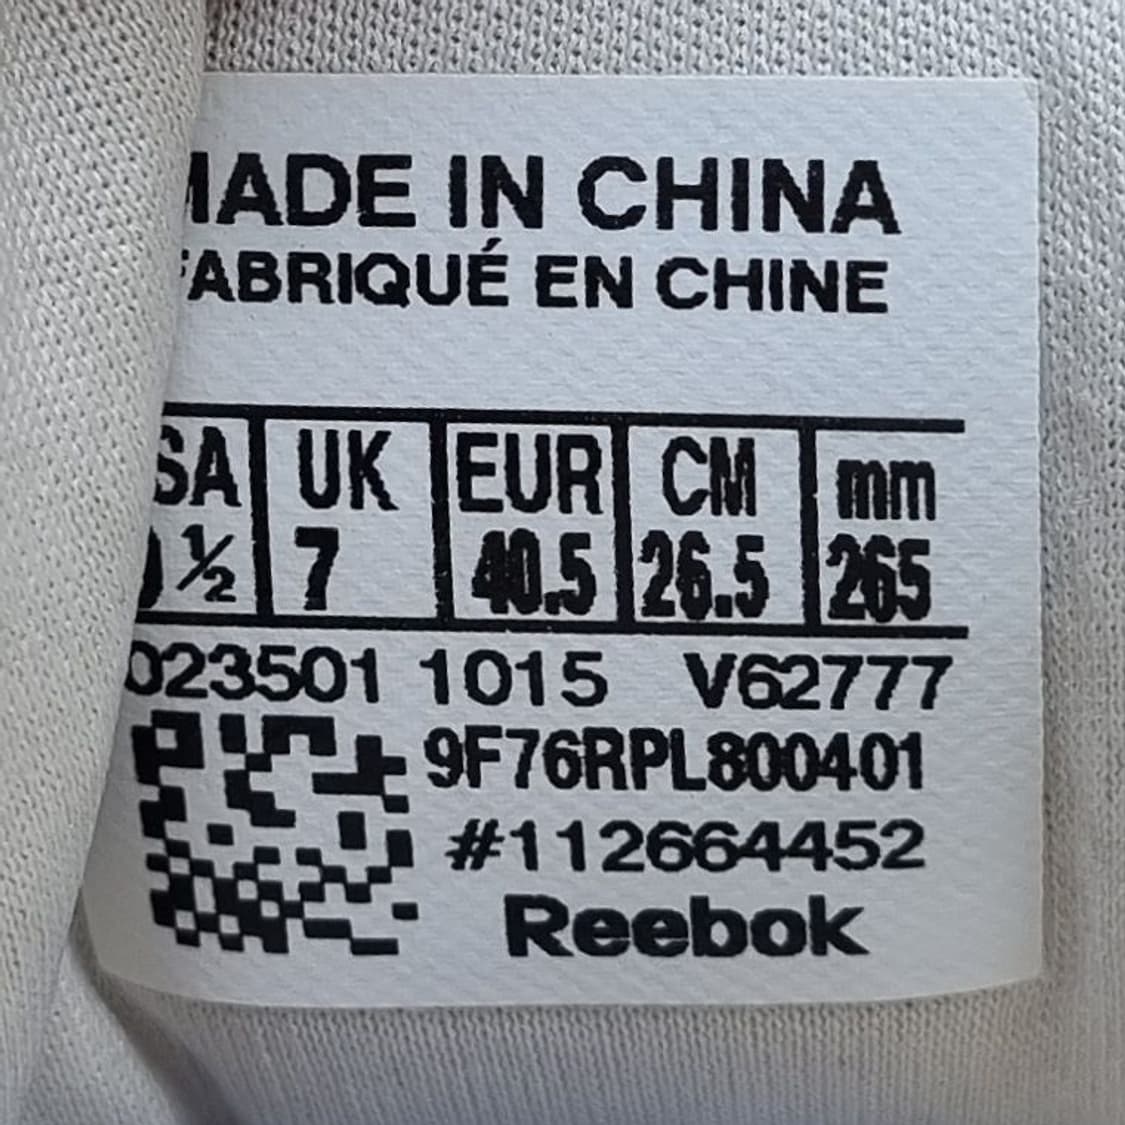 MADE IN CHINA
FABRIQUÉ EN CHINE
SA UK EUR CM mm
½ 7 40.5 26.5 265
023501 1015 V62777
9F76RPL800401
#112664452
Reebok